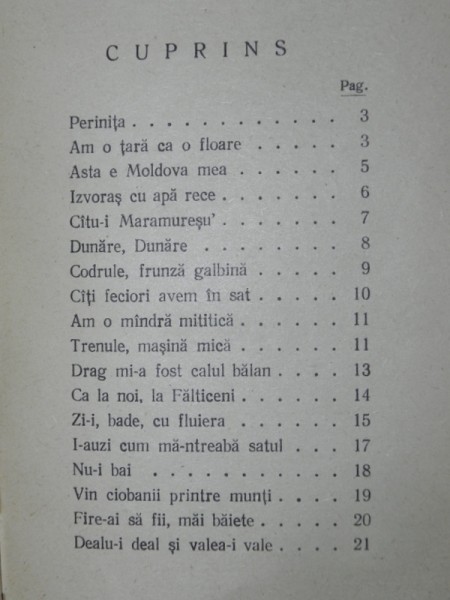 CUPRINS
Pag.
Perinița . . . . . . . . . . . . 3
Am o țară ca o floare . . . . . 3
Asta e Moldova mea . . . . . . 5
Izvoraș cu apă rece . . . . . . 6
Cîtu-i Maramureșu’ . . . . . . 7
Dunăre, Dunăre . . . . . . . 8
Codrule, frunză galbină . . . . . 9
Cîți feciori avem în sat . . . . . 10
Am o mîndră mititică . . . . . . 11
Trenule, mașină mică . . . . . . 11
Drag mi-a fost calul bălan . . . . 13
Ca la noi, la Fălticeni . . . . . . 14
Zi-i, bade, cu fluiera . . . . . . 15
I-auzi cum mă-ntreabă satul . . . 17
Nu-i bai . . . . . . . . . . 18
Vin ciobanii printre munți . . . . 19
Fire-ai să fii, măi băiete . . . . . 20
Dealu-i deal și valea-i vale . . . . 21